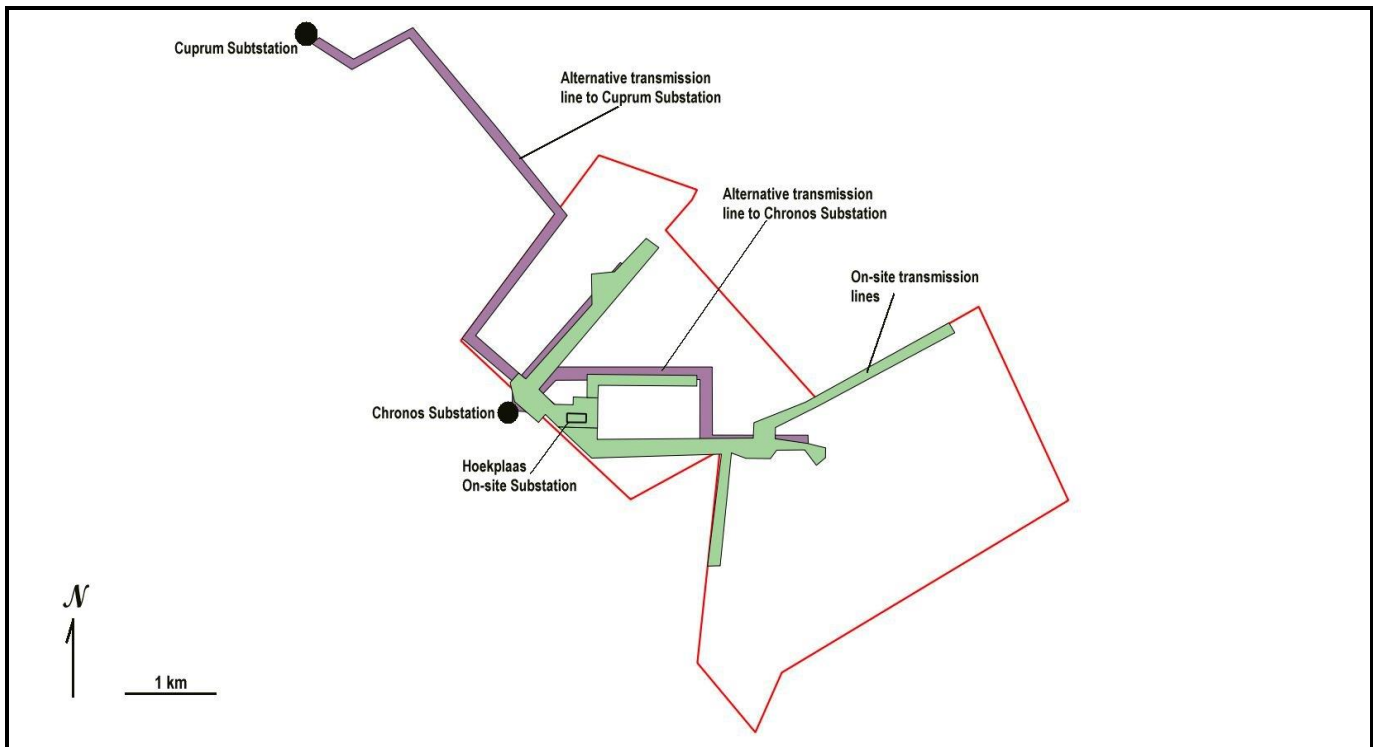 Cuprum Subtstation
Alternative transmission
line to Cuprum Substation
Alternative transmission
line to Chronos Substation
On-site transmission
lines
Chronos Substation
Hoekplaas
On-site Substation
N
1 km